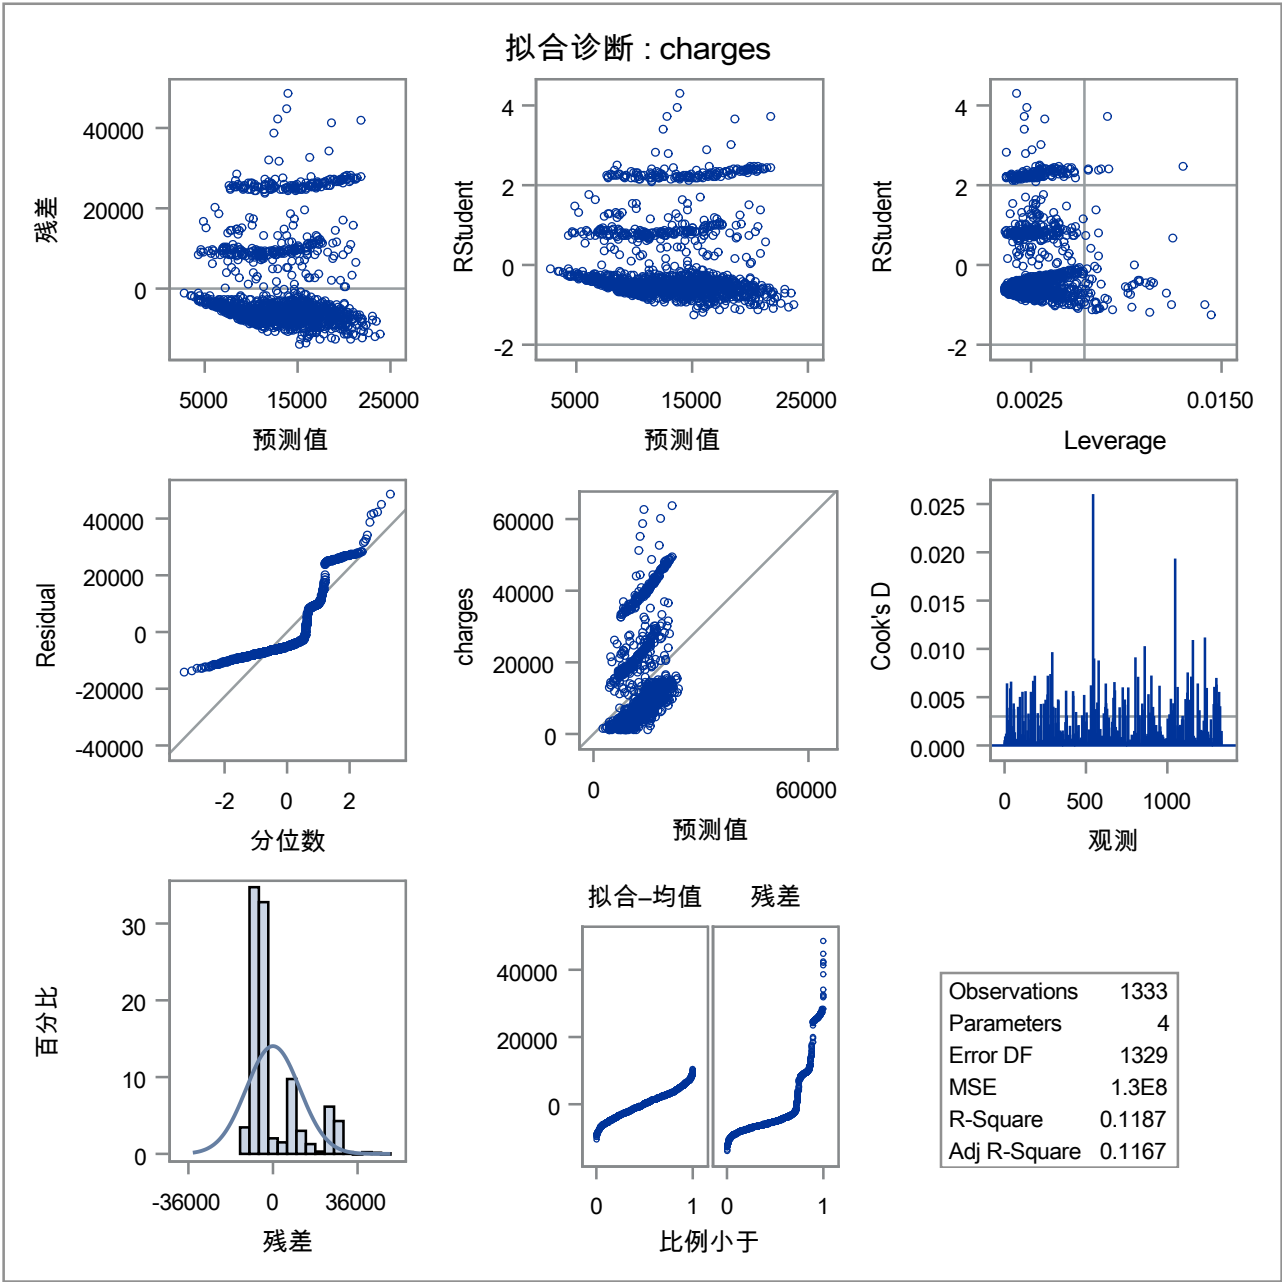 拟合诊断 : charges
40000
20000
0
残差
5000 15000 25000
预测值
4
2
0
-2
RStudent
5000 15000 25000
预测值
4
2
0
-2
RStudent
0.0025 0.0150
Leverage
40000
20000
0
-20000
-40000
Residual
-2 0 2
分位数
60000
40000
20000
0
charges
0 60000
预测值
0.025
0.020
0.015
0.010
0.005
0.000
Cook's D
0 500 1000
观测
30
20
10
0
百分比
-36000 0 36000
残差
拟合–均值 残差
40000
20000
0
0 1 0 1
比例小于
Observations 1333
Parameters 4
Error DF 1329
MSE 1.3E8
R-Square 0.1187
Adj R-Square 0.1167